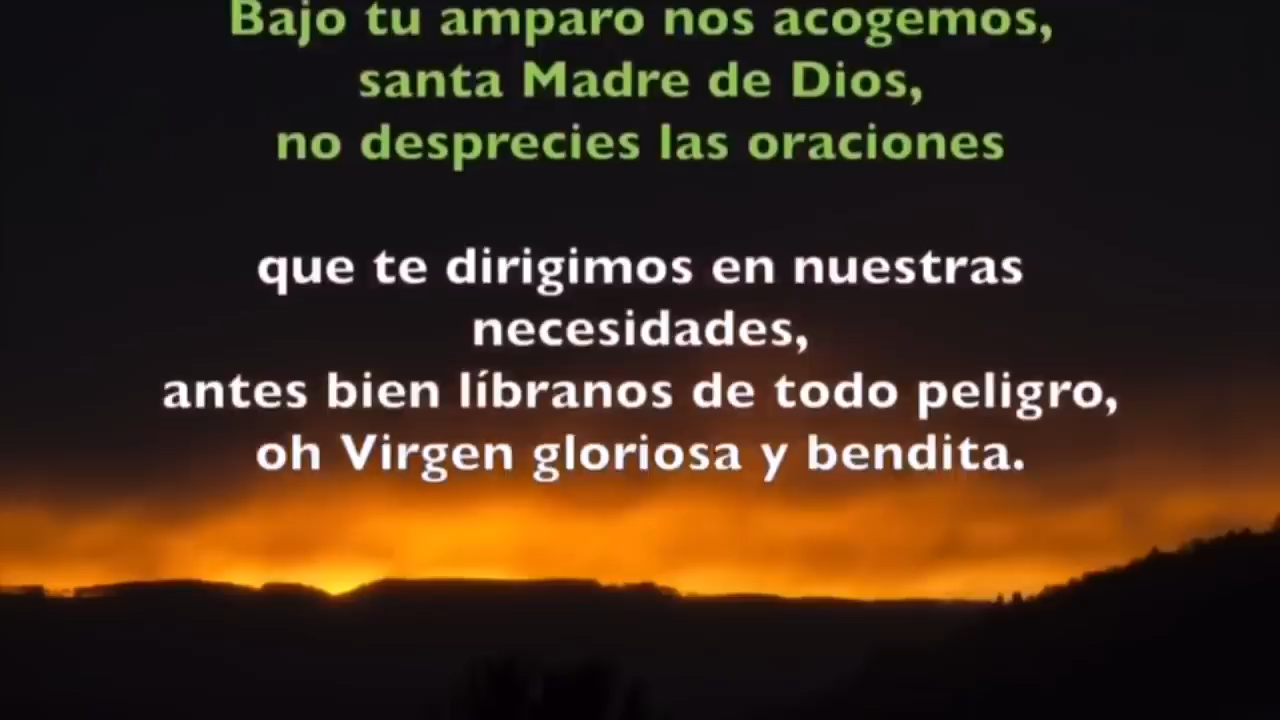 Bajo tu amparo nos acogemos,
santa Madre de Dios,
no desprecies las oraciones
que te dirigimos en nuestras
necesidades,
antes bien líbranos de todo peligro,
oh Virgen gloriosa y bendita.